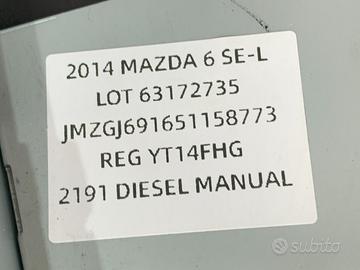 2014 MAZDA 6 SE-L
LOT 63172735
JMZGJ691651158773
REG YT14FHG
2191 DIESEL MANUAL
subito